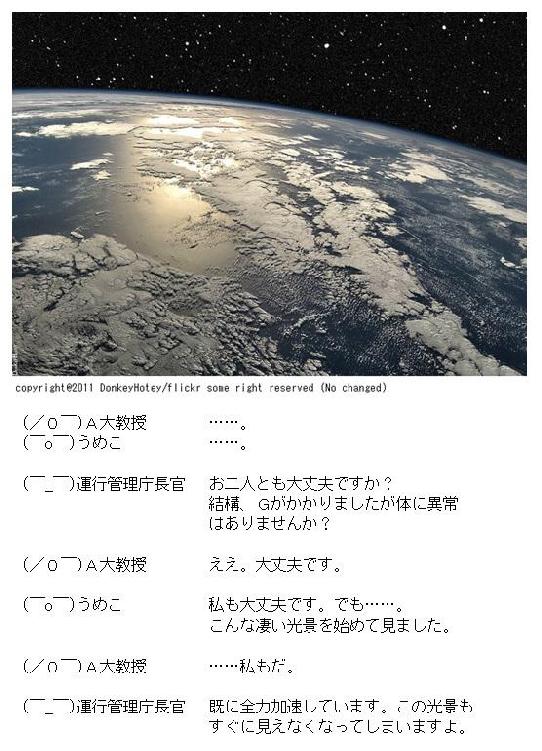 copyright@2011 DonkeyHotey/flickr some right reserved (No changed)
(／０￣)Ａ大教授　……。
(￣o￣)うめこ　……。
(￣_￣)運行管理庁長官　お二人とも大丈夫ですか？
結構、Gがかかりましたが体に異常
はありませんか？
(／０￣)Ａ大教授　ええ。大丈夫です。
(￣o￣)うめこ　私も大丈夫です。でも……。
こんな凄い光景を始めて見ました。
(／０￣)Ａ大教授　……私もだ。
(￣_￣)運行管理庁長官　既に全力加速しています。この光景も
すぐに見えなくなってしまいますよ。